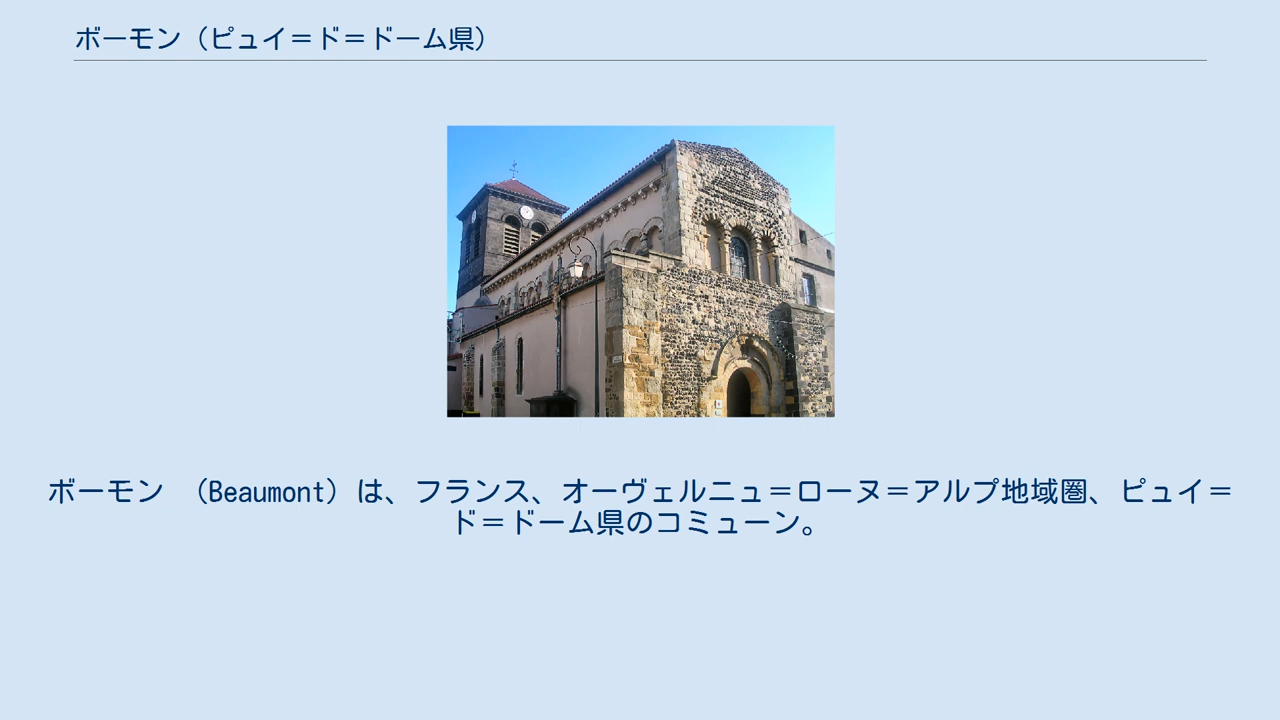 ボーモン（ピュイ＝ド＝ドーム県）
ボーモン （Beaumont）は、フランス、オーヴェルニュ＝ローヌ＝アルプ地域圏、ピュイ＝
ド＝ドーム県のコミューン。